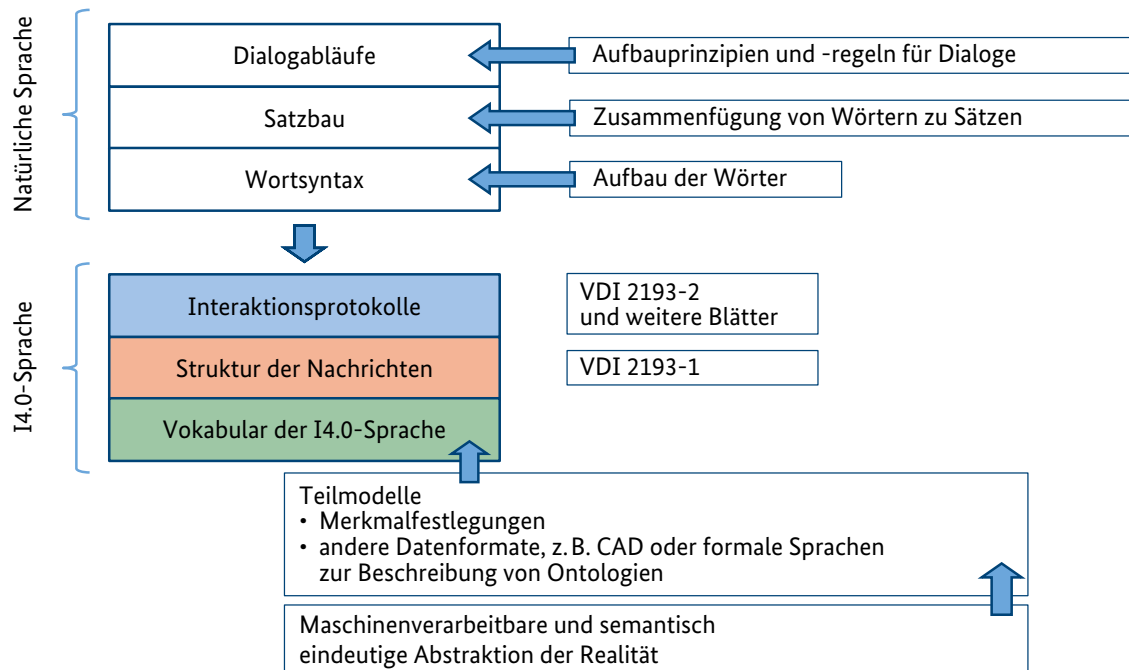 Natürliche Sprache
Dialogabläufe
Aufbauprinzipien und -regeln für Dialoge
Satzbau
Zusammenfügung von Wörtern zu Sätzen
Wortsyntax
Aufbau der Wörter
I4.0-Sprache
Interaktionsprotokolle
VDI 2193-2
und weitere Blätter
Struktur der Nachrichten
VDI 2193-1
Vokabular der I4.0-Sprache
Teilmodelle
• Merkmalfestlegungen
• andere Datenformate, z. B. CAD oder formale Sprachen
zur Beschreibung von Ontologien
Maschinenverarbeitbare und semantisch
eindeutige Abstraktion der Realität